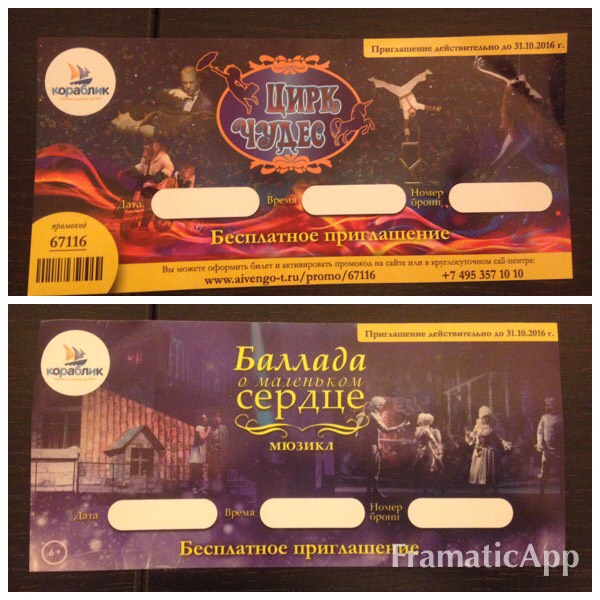 Приглашение действительно до 31.10.2016 г.
кораблик
ЦИРК
ЧУДЕС
Дата
Время
Номер
брони
Бесплатное приглашение
промокод
67116
Вы можете оформить билет и активировать промокод на сайте или в круглосуточном call-центре:
www.aivengo-t.ru/promo/67116
+7 495 357 10 10
Приглашение действительно до 31.10.2016 г.
кораблик
Баллада
о маленьком
сердце
мюзикл
Дата
Время
Номер
брони
6+
Бесплатное приглашение
FramaticApp